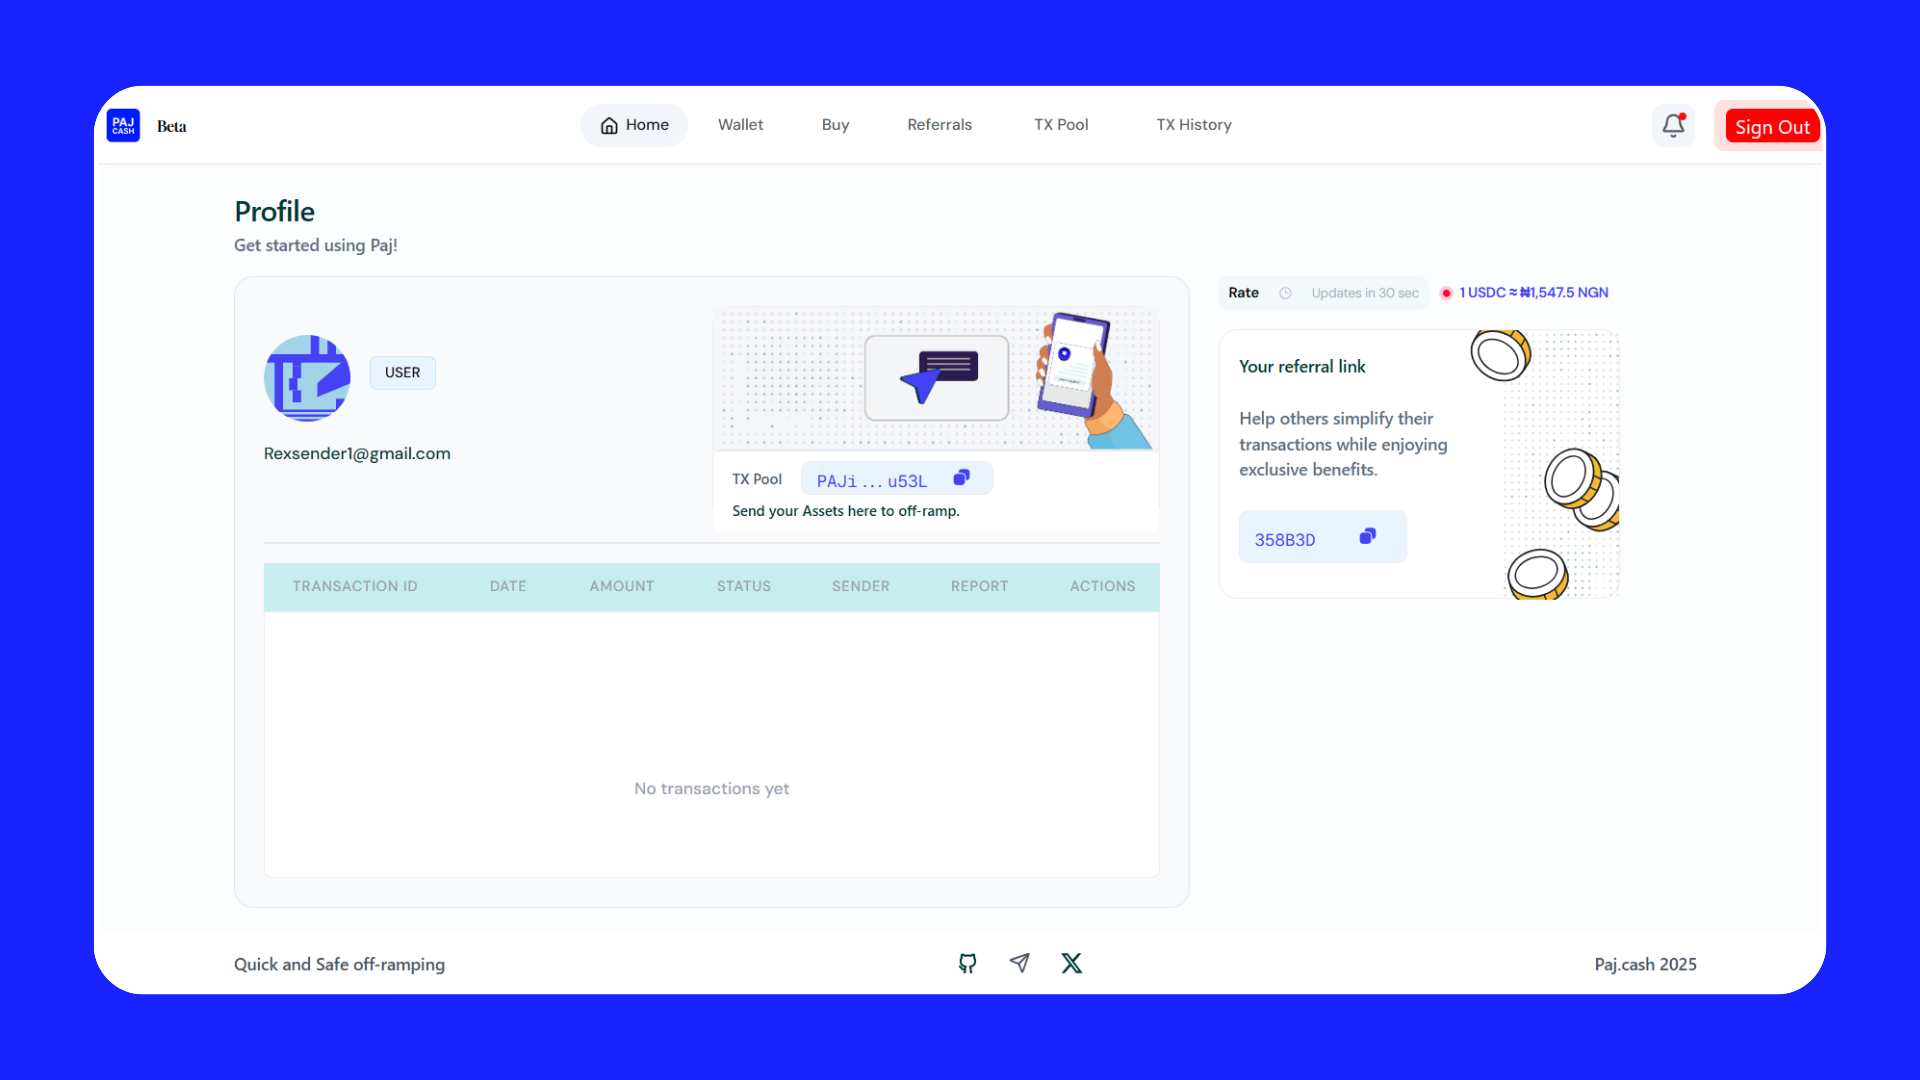 PAJ
CASH
Beta
Home
Wallet
Buy
Referrals
TX Pool
TX History
Sign Out
Profile
Get started using Paj!
USER
Rexsender1@gmail.com
TX Pool
PAJi...u53L
Send your Assets here to off-ramp.
TRANSACTION ID
DATE
AMOUNT
STATUS
SENDER
REPORT
ACTIONS
No transactions yet
Rate
Updates in 30 sec
1 USDC ≈ ₦1,547.5 NGN
Your referral link
Help others simplify their
transactions while enjoying
exclusive benefits.
358B3D
Quick and Safe off-ramping
Paj.cash 2025